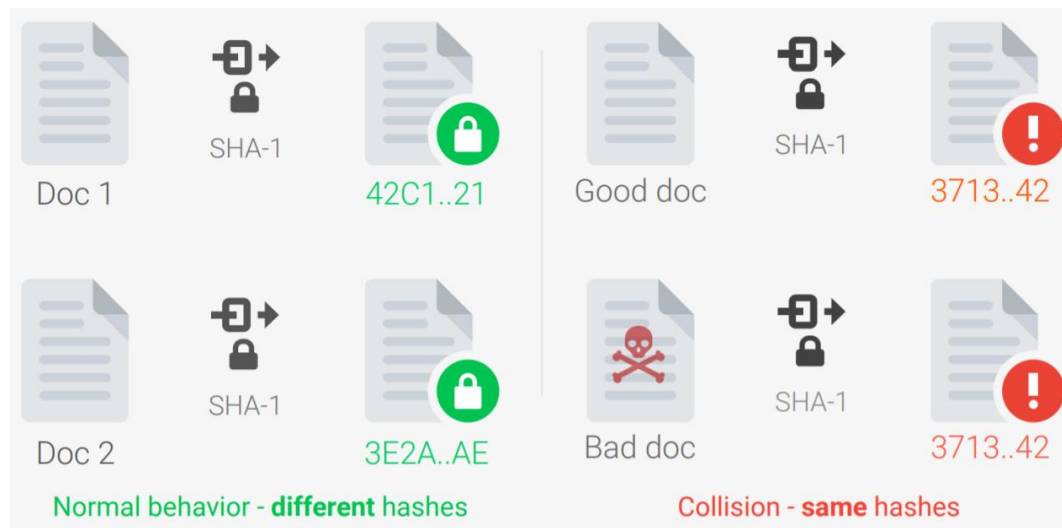 SHA-1
Doc 1
42C1..21
SHA-1
Doc 2
3E2A..AE
Normal behavior - different hashes
SHA-1
Good doc
3713..42
SHA-1
Bad doc
3713..42
Collision - same hashes